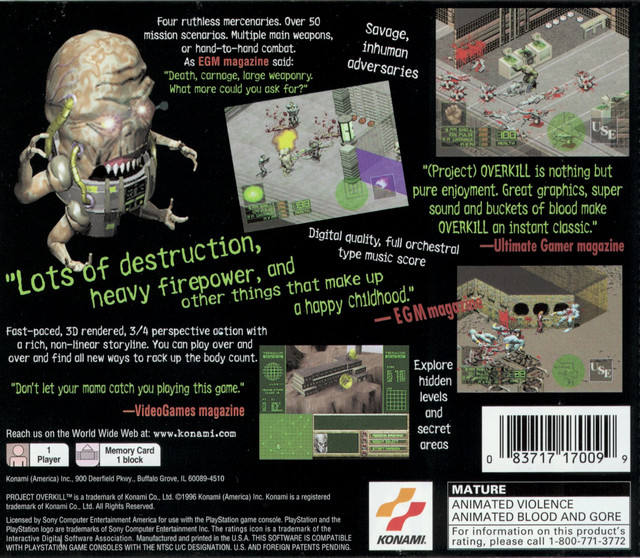 Four ruthless mercenaries. Over 50
mission scenarios. Multiple main weapons,
or hand-to-hand combat.
As EGM magazine said:
"Death, carnage, large weaponry.
What more could you ask for?"
Savage,
inhuman
adversaries
USE
"(Project) OVERKILL is nothing but
pure enjoyment. Great graphics, super
sound and buckets of blood make
OVERKILL an instant classic."
—Ultimate Gamer magazine
Digital quality, full orchestral
type music score
"Lots of destruction,
heavy firepower, and
other things that make up
a happy childhood."
— EGM magazine
Fast-paced, 3D rendered, 3/4 perspective action with
a rich, non-linear storyline. You can play over and
over and find all new ways to rack up the body count.
"Don't let your mama catch you playing this game."
—VideoGames magazine
USE
Explore
hidden
levels
and
secret
areas
Reach us on the World Wide Web at: www.konami.com
1
Player
Memory Card
1 block
0 83717 17009 9
Konami (America) Inc., 900 Deerfield Pkwy., Buffalo Grove, IL 60089-4510
PROJECT OVERKILL™ is a trademark of Konami Co., Ltd. ©1996 Konami (America) Inc. Konami is a registered
trademark of Konami Co., Ltd. All Rights Reserved.
Licensed by Sony Computer Entertainment America for use with the PlayStation game console. PlayStation and the
PlayStation logo are trademarks of Sony Computer Entertainment Inc. The ratings icon is a trademark of the
Interactive Digital Software Association. Manufactured and printed in the U.S.A. THIS SOFTWARE IS COMPATIBLE
WITH PLAYSTATION GAME CONSOLES WITH THE NTSC U/C DESIGNATION. U.S. AND FOREIGN PATENTS PENDING.
KONAMI.
MATURE
ANIMATED VIOLENCE
ANIMATED BLOOD AND GORE
For information on this product's
rating, please call 1-800-771-3772